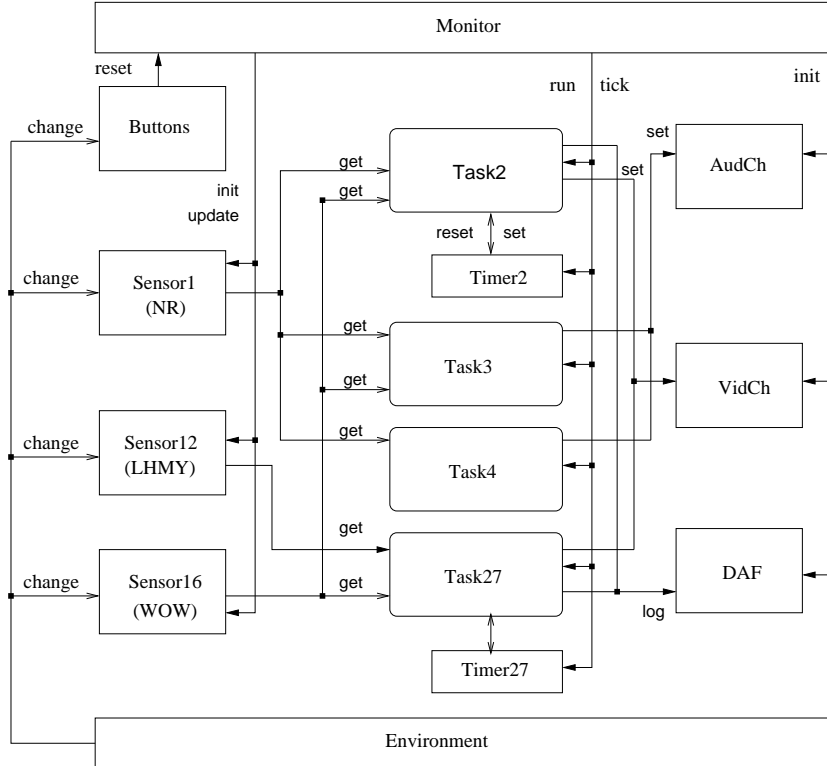 Monitor
reset
run
tick
init
Buttons
change
set
get
Task2
AudCh
set
get
init
update
reset
set
change
Sensor1
(NR)
Timer2
get
Task3
get
VidCh
Sensor12
(LHMY)
change
get
Task4
get
Task27
DAF
change
Sensor16
(WOW)
get
log
Timer27
Environment